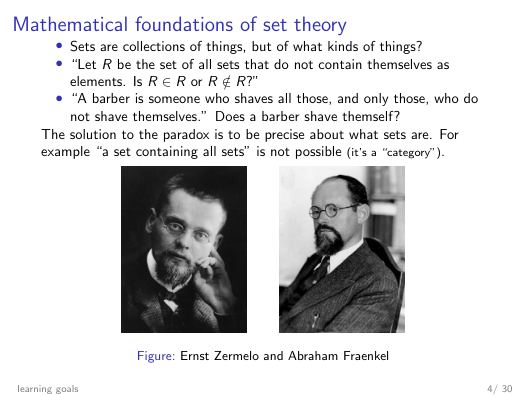 Mathematical foundations of set theory
• Sets are collections of things, but of what kinds of things?
• “Let R be the set of all sets that do not contain themselves as
elements. Is R ∈ R or R ∉ R?”
• “A barber is someone who shaves all those, and only those, who do
not shave themselves.” Does a barber shave themself?
The solution to the paradox is to be precise about what sets are. For
example “a set containing all sets” is not possible (it’s a “category”).
Figure: Ernst Zermelo and Abraham Fraenkel
learning goals
4/ 30